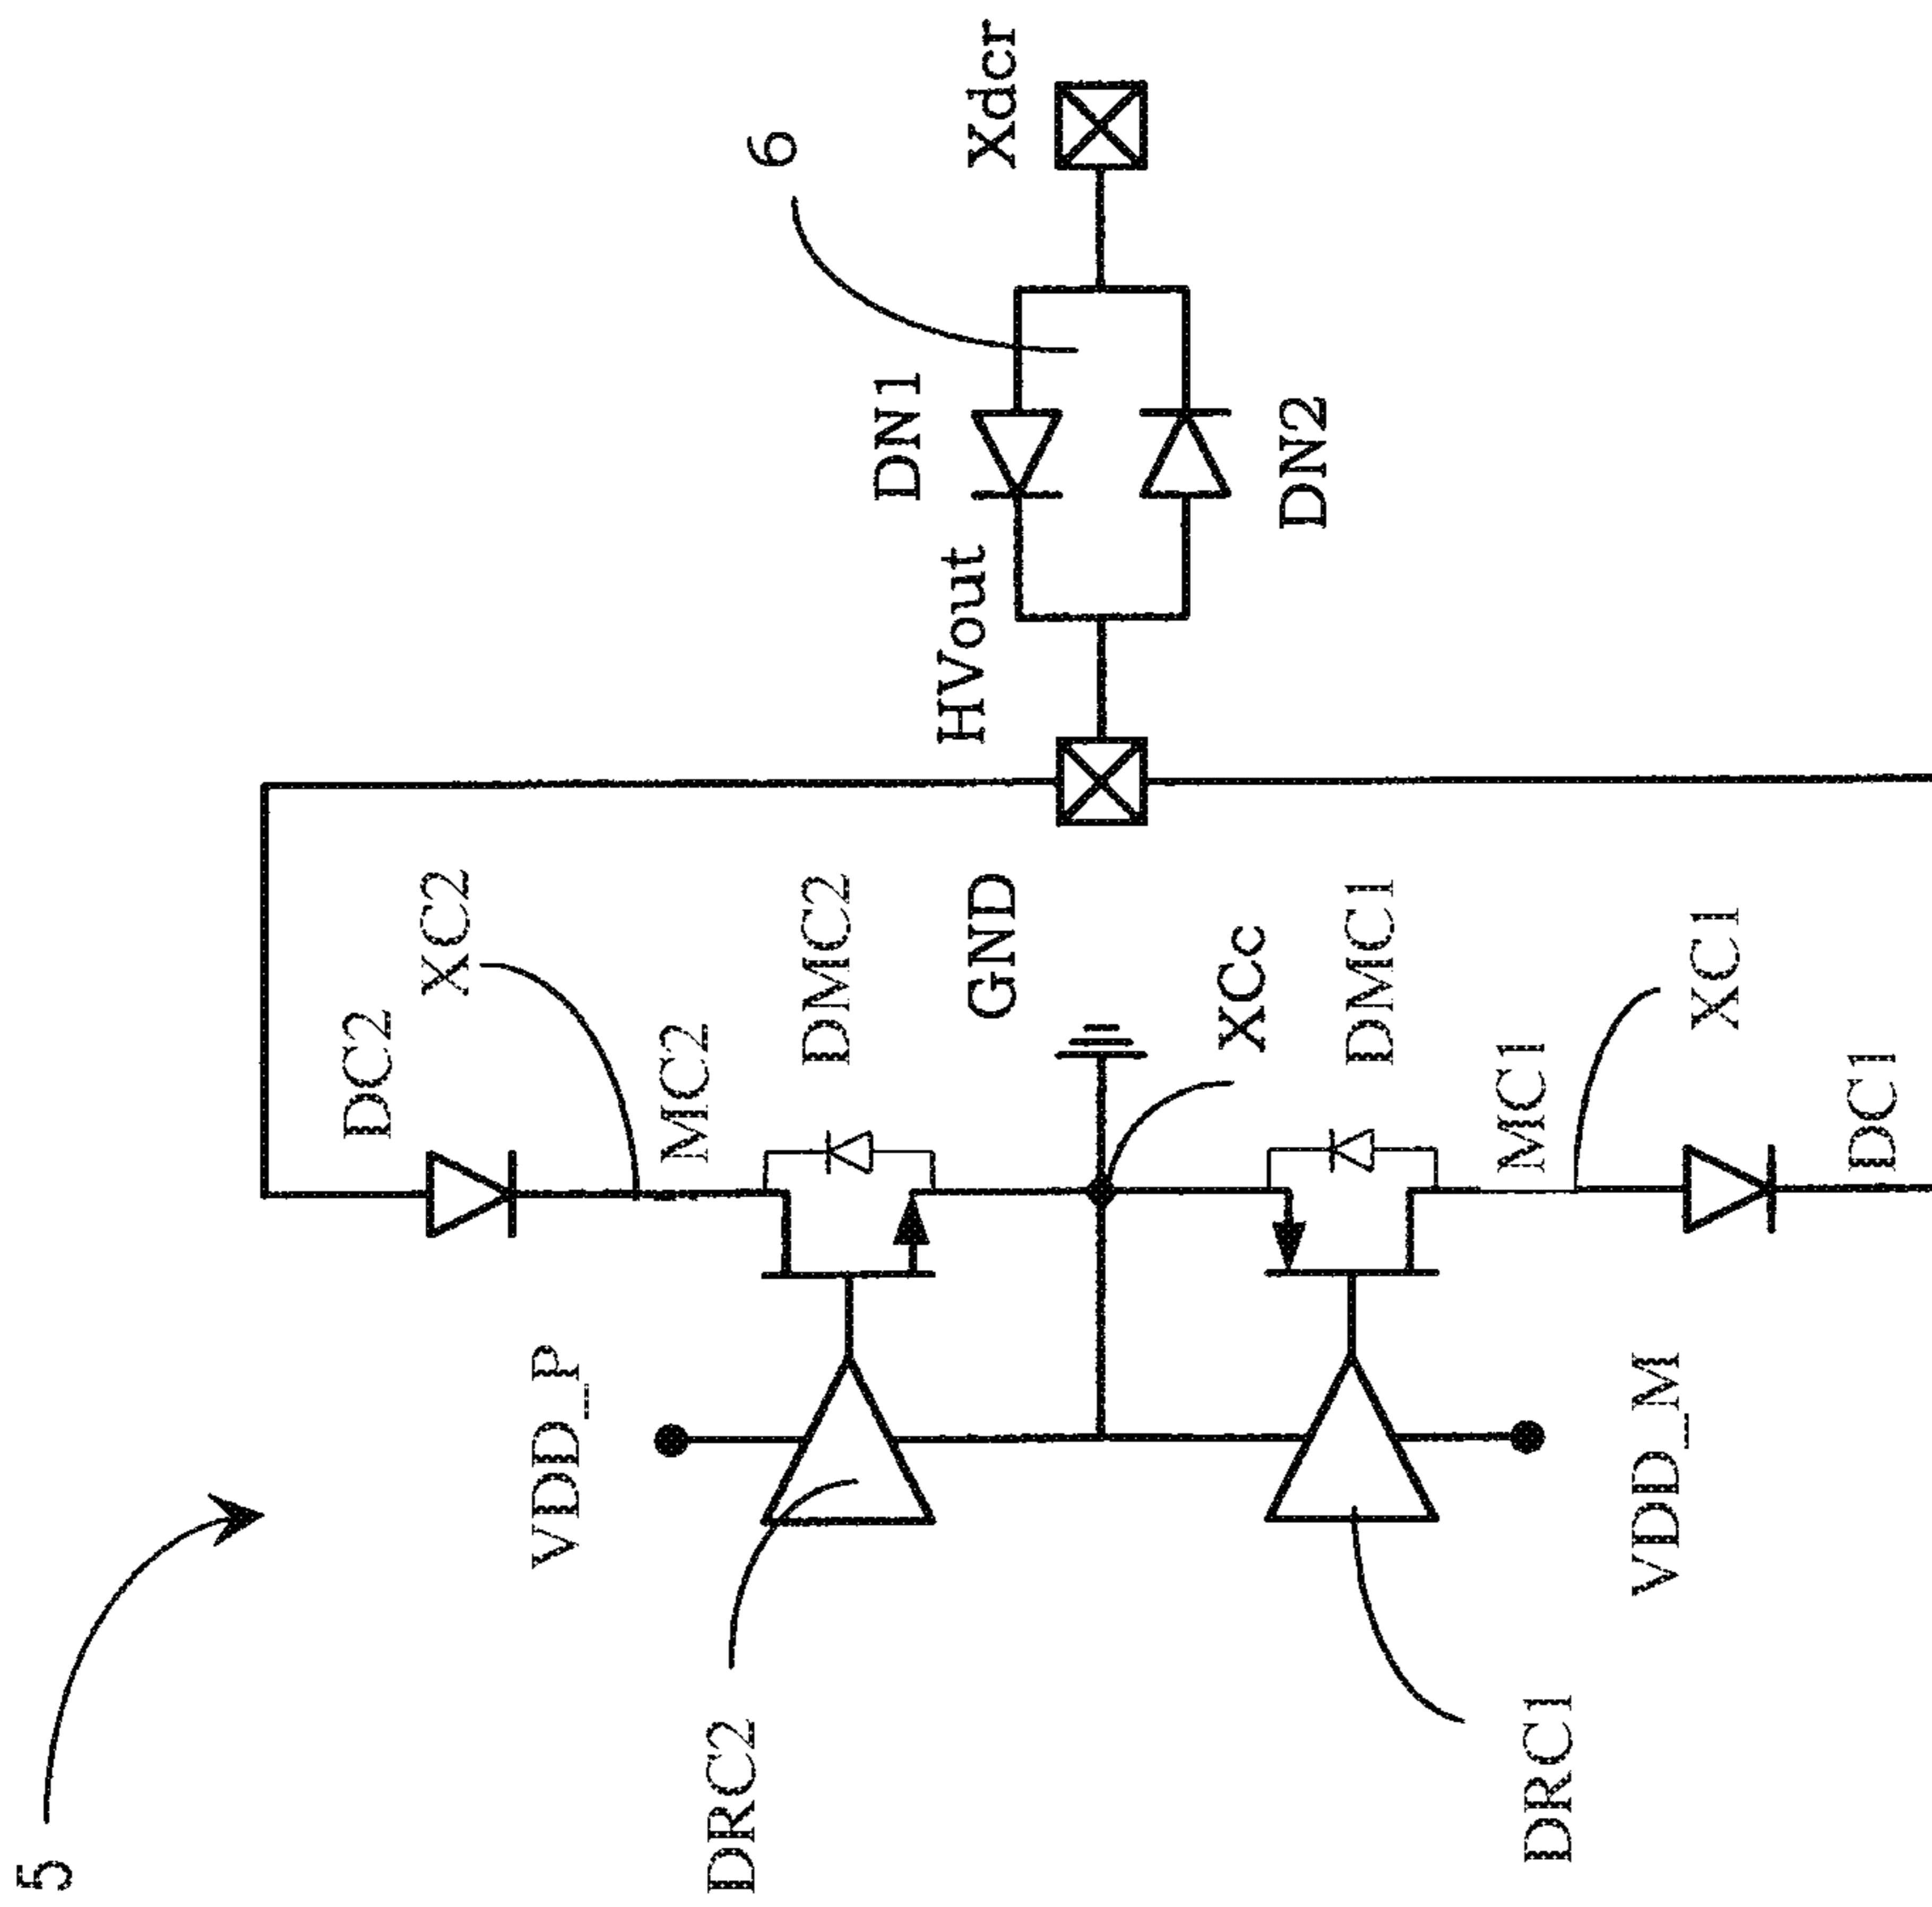 5
DRC2
DRC1
VDD_P
VDD_M
DC2
XC2
MC2
DMC2
GND
XCc
DMC1
MC1
XC1
DC1
HVout
DN1
DN2
6
Xdcr